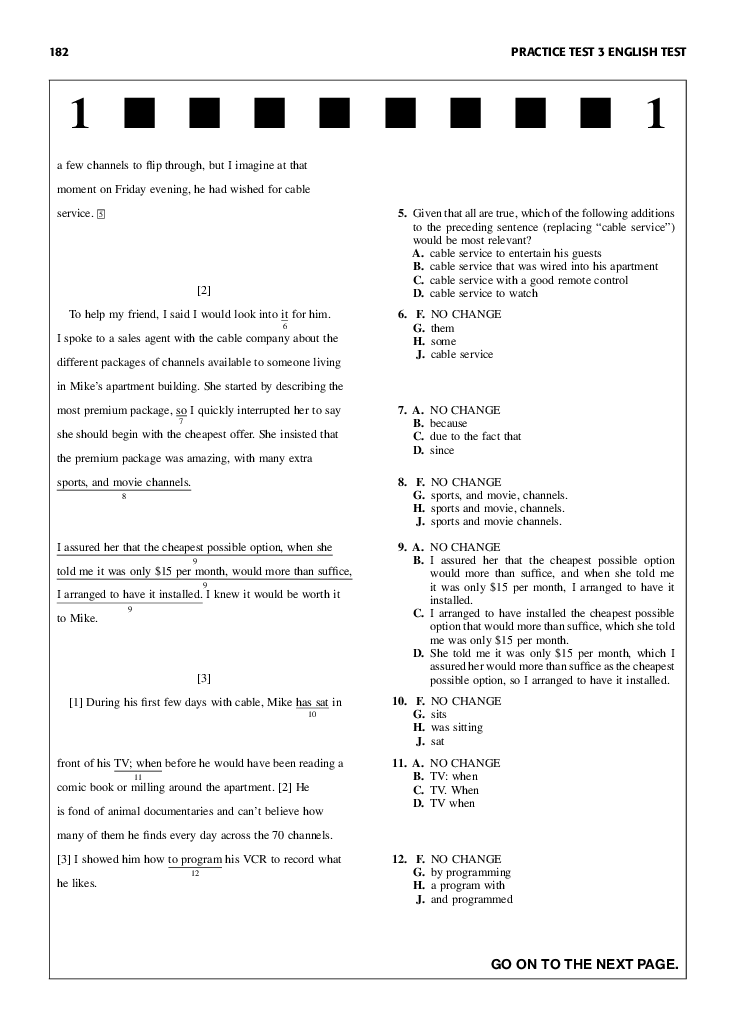 182
PRACTICE TEST 3 ENGLISH TEST
1
1
a few channels to flip through, but I imagine at that
moment on Friday evening, he had wished for cable
service. 5
[2]
To help my friend, I said I would look into it for him.
6
I spoke to a sales agent with the cable company about the
different packages of channels available to someone living
in Mike's apartment building. She started by describing the
most premium package, so I quickly interrupted her to say
7
she should begin with the cheapest offer. She insisted that
the premium package was amazing, with many extra
sports, and movie channels.
8
I assured her that the cheapest possible option, when she
9
told me it was only $15 per month, would more than suffice,
9
I arranged to have it installed. I knew it would be worth it
9
to Mike.
[3]
[1] During his first few days with cable, Mike has sat in
10
front of his TV; when before he would have been reading a
11
comic book or milling around the apartment. [2] He
is fond of animal documentaries and can't believe how
many of them he finds every day across the 70 channels.
[3] I showed him how to program his VCR to record what
12
he likes.
5. Given that all are true, which of the following additions
to the preceding sentence (replacing “cable service”)
would be most relevant?
A. cable service to entertain his guests
B. cable service that was wired into his apartment
C. cable service with a good remote control
D. cable service to watch
6. F. NO CHANGE
G. them
H. some
J. cable service
7. A. NO CHANGE
B. because
C. due to the fact that
D. since
8. F. NO CHANGE
G. sports, and movie, channels.
H. sports and movie, channels.
J. sports and movie channels.
9. A. NO CHANGE
B. I assured her that the cheapest possible option
would more than suffice, and when she told me
it was only $15 per month, I arranged to have it
installed.
C. I arranged to have installed the cheapest possible
option that would more than suffice, which she told
me was only $15 per month.
D. She told me it was only $15 per month, which I
assured her would more than suffice as the cheapest
possible option, so I arranged to have it installed.
10. F. NO CHANGE
G. sits
H. was sitting
J. sat
11. A. NO CHANGE
B. TV: when
C. TV. When
D. TV when
12. F. NO CHANGE
G. by programming
H. a program with
J. and programmed
GO ON TO THE NEXT PAGE.